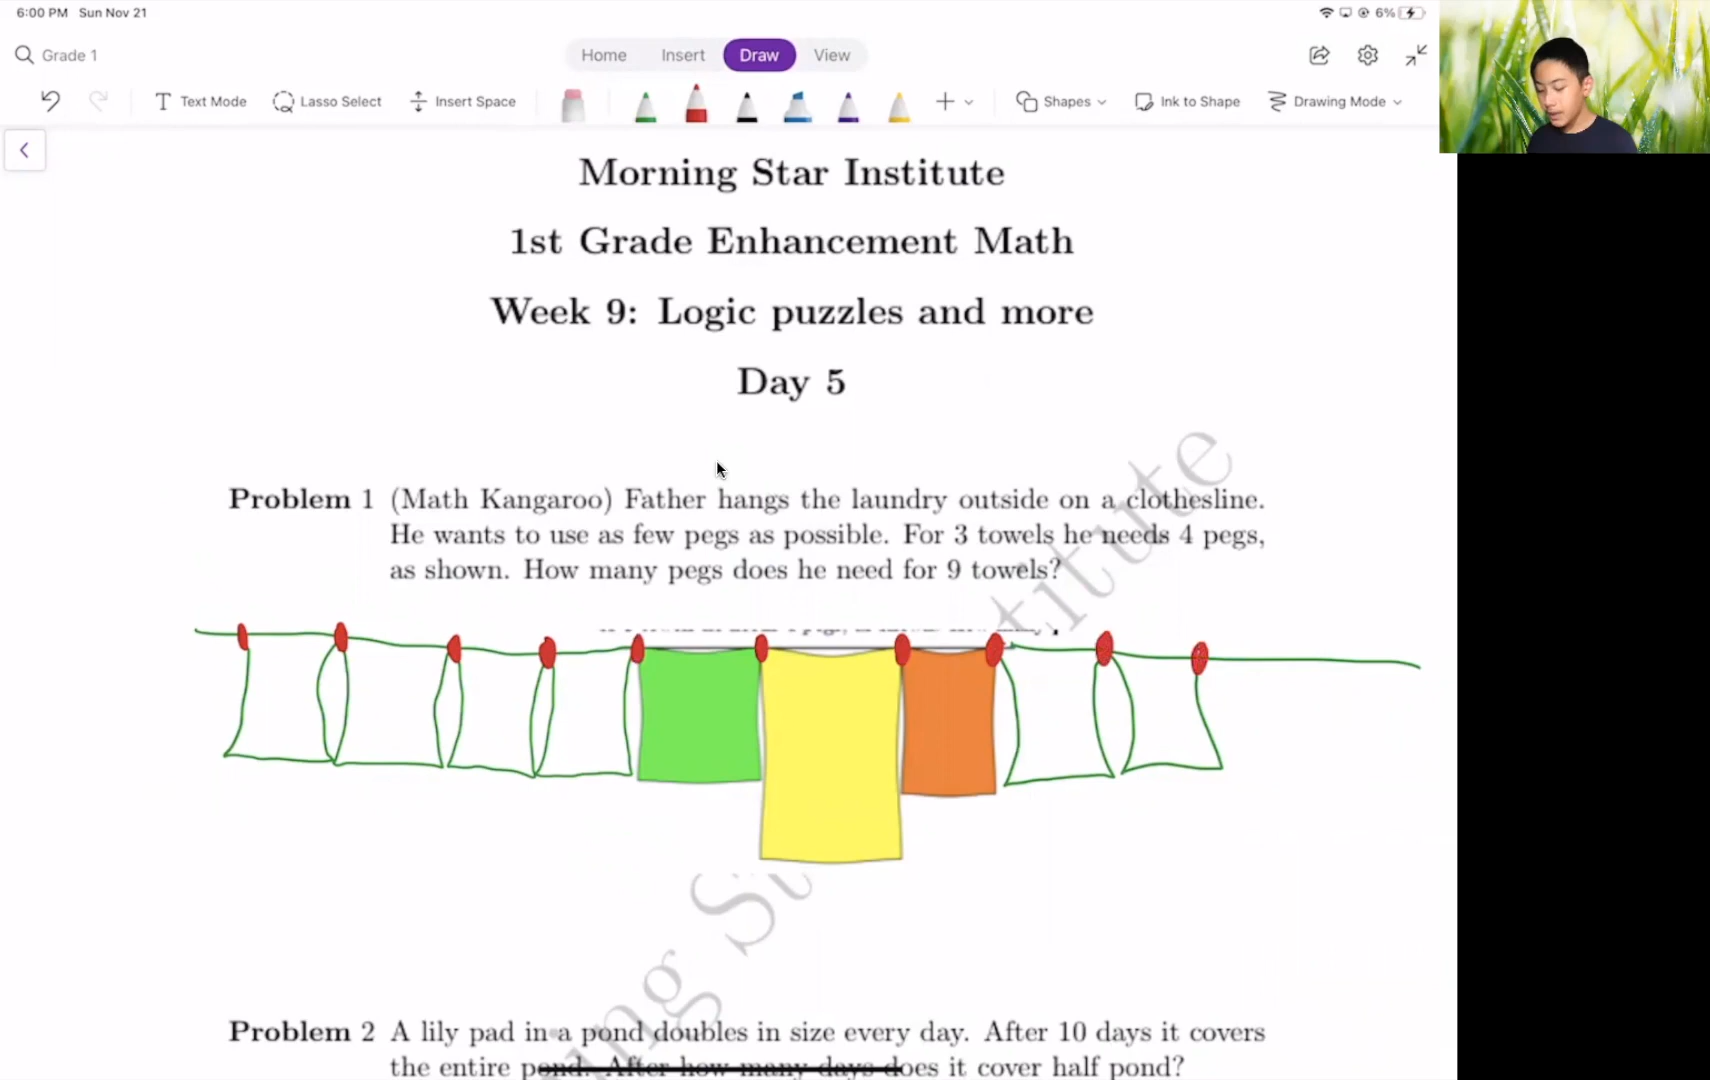 6:00 PM Sun Nov 21
6%
Grade 1
Home Insert Draw View
Text Mode Lasso Select Insert Space Shapes Ink to Shape Drawing Mode
Morning Star Institute
1st Grade Enhancement Math
Week 9: Logic puzzles and more
Day 5
Problem 1 (Math Kangaroo) Father hangs the laundry outside on a clothesline.
He wants to use as few pegs as possible. For 3 towels he needs 4 pegs,
as shown. How many pegs does he need for 9 towels?
Problem 2 A lily pad in a pond doubles in size every day. After 10 days it covers
the entire pond. After how many days does it cover half pond?